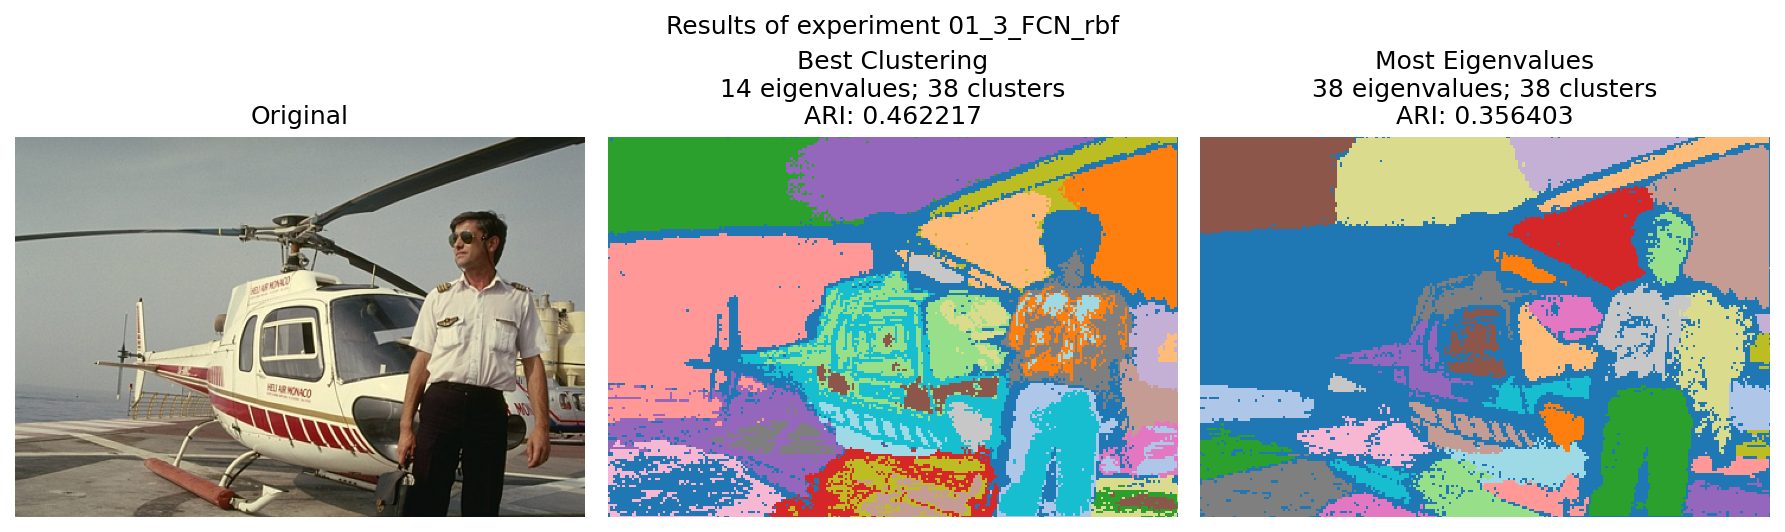 Results of experiment 01_3_FCN_rbf
Original
Best Clustering
14 eigenvalues; 38 clusters
ARI: 0.462217
Most Eigenvalues
38 eigenvalues; 38 clusters
ARI: 0.356403
HELI AIR MONACO
HELI AIR MONACO